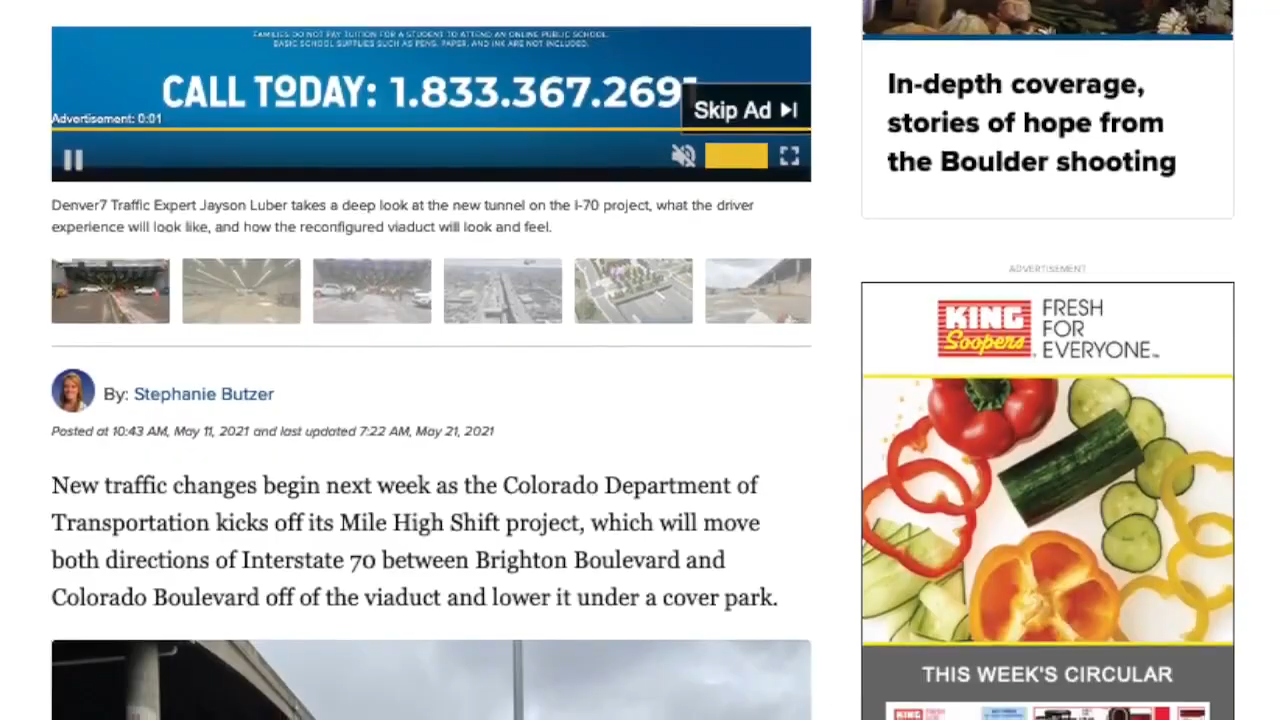 FAMILIES DO NOT PAY TUITION FOR A STUDENT TO ATTEND AN ONLINE PUBLIC SCHOOL.
BASIC SCHOOL SUPPLIES SUCH AS PENS, PAPER, AND INK ARE NOT INCLUDED.
CALL TODAY: 1.833.367.2691
Skip Ad
Advertisement: 0:01
Denver7 Traffic Expert Jayson Luber takes a deep look at the new tunnel on the I-70 project, what the driver
experience will look like, and how the reconfigured viaduct will look and feel.
By: Stephanie Butzer
Posted at 10:43 AM, May 11, 2021 and last updated 7:22 AM, May 21, 2021
New traffic changes begin next week as the Colorado Department of
Transportation kicks off its Mile High Shift project, which will move
both directions of Interstate 70 between Brighton Boulevard and
Colorado Boulevard off of the viaduct and lower it under a cover park.
In-depth coverage,
stories of hope from
the Boulder shooting
ADVERTISEMENT
KING
Soopers
FRESH
FOR
EVERYONE™
THIS WEEK'S CIRCULAR
KING